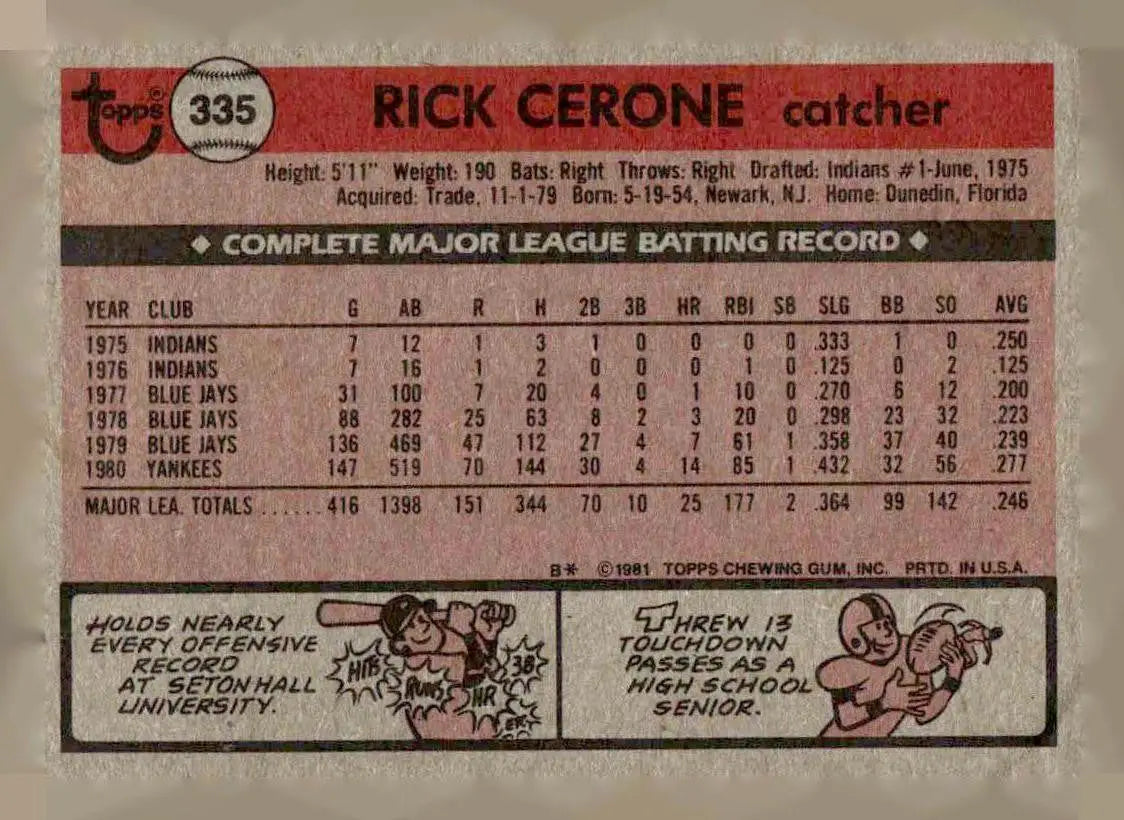 topps® 335 RICK CERONE catcher
Height: 5'11" Weight: 190 Bats: Right Throws: Right Drafted: Indians #1-June, 1975
Acquired: Trade, 11-1-79 Born: 5-19-54, Newark, N.J. Home: Dunedin, Florida
◆ COMPLETE MAJOR LEAGUE BATTING RECORD ◆
YEAR CLUB G AB R H 2B 3B HR RBI SB SLG BB SO AVG
1975 INDIANS 7 12 1 3 1 0 0 0 0 .333 1 0 .250
1976 INDIANS 7 16 1 2 0 0 0 1 0 .125 0 2 .125
1977 BLUE JAYS 31 100 7 20 4 0 1 10 0 .270 6 12 .200
1978 BLUE JAYS 88 282 25 63 8 2 3 20 0 .298 23 32 .223
1979 BLUE JAYS 136 469 47 112 27 4 7 61 1 .358 37 40 .239
1980 YANKEES 147 519 70 144 30 4 14 85 1 .432 32 56 .277
MAJOR LEA. TOTALS ...... 416 1398 151 344 70 10 25 177 2 .364 99 142 .246
B* ©1981 TOPPS CHEWING GUM, INC. PRTD. IN U.S.A.
HOLDS NEARLY
EVERY OFFENSIVE
RECORD
AT SETON HALL
UNIVERSITY.
HITS
RUNS
HR
3B
ETC
THREW 13
TOUCHDOWN
PASSES AS A
HIGH SCHOOL
SENIOR.